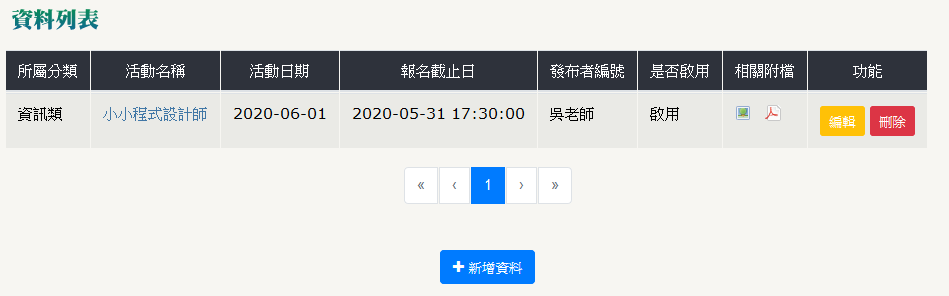 資料列表
所屬分類 活動名稱 活動日期 報名截止日 發布者編號 是否啟用 相關附檔 功能
資訊類 小小程式設計師 2020-06-01 2020-05-31 17:30:00 吳老師 啟用 編輯 刪除
« ‹ 1 › »
+ 新增資料